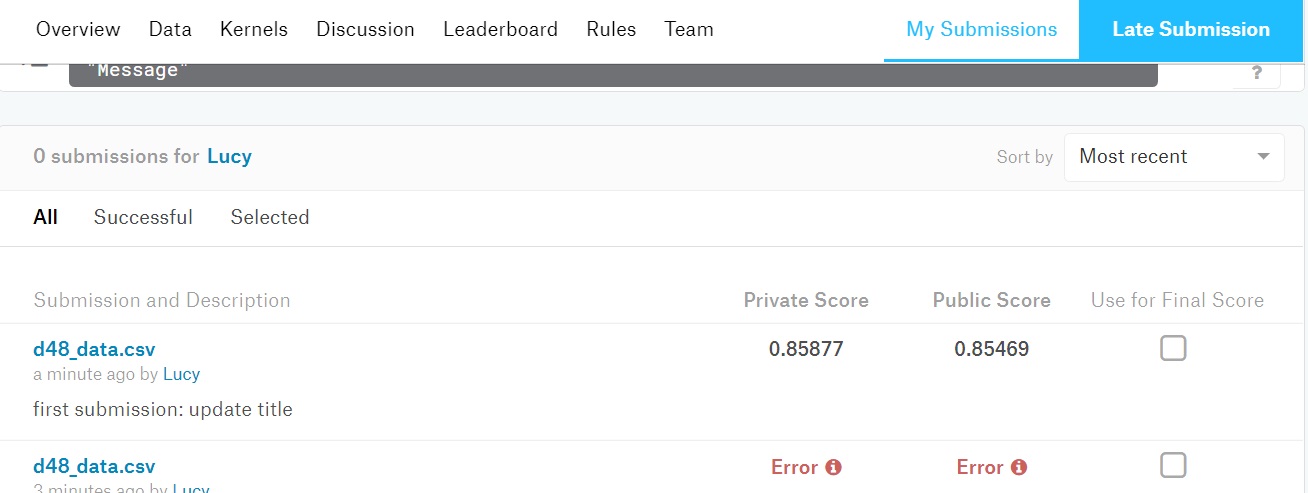 Overview Data Kernels Discussion Leaderboard Rules Team My Submissions Late Submission
"Message" ?
0 submissions for Lucy Sort by Most recent
All Successful Selected
Submission and Description Private Score Public Score Use for Final Score
d48_data.csv 0.85877 0.85469
a minute ago by Lucy
first submission: update title
d48_data.csv Error Error
3 minutes ago by Lucy